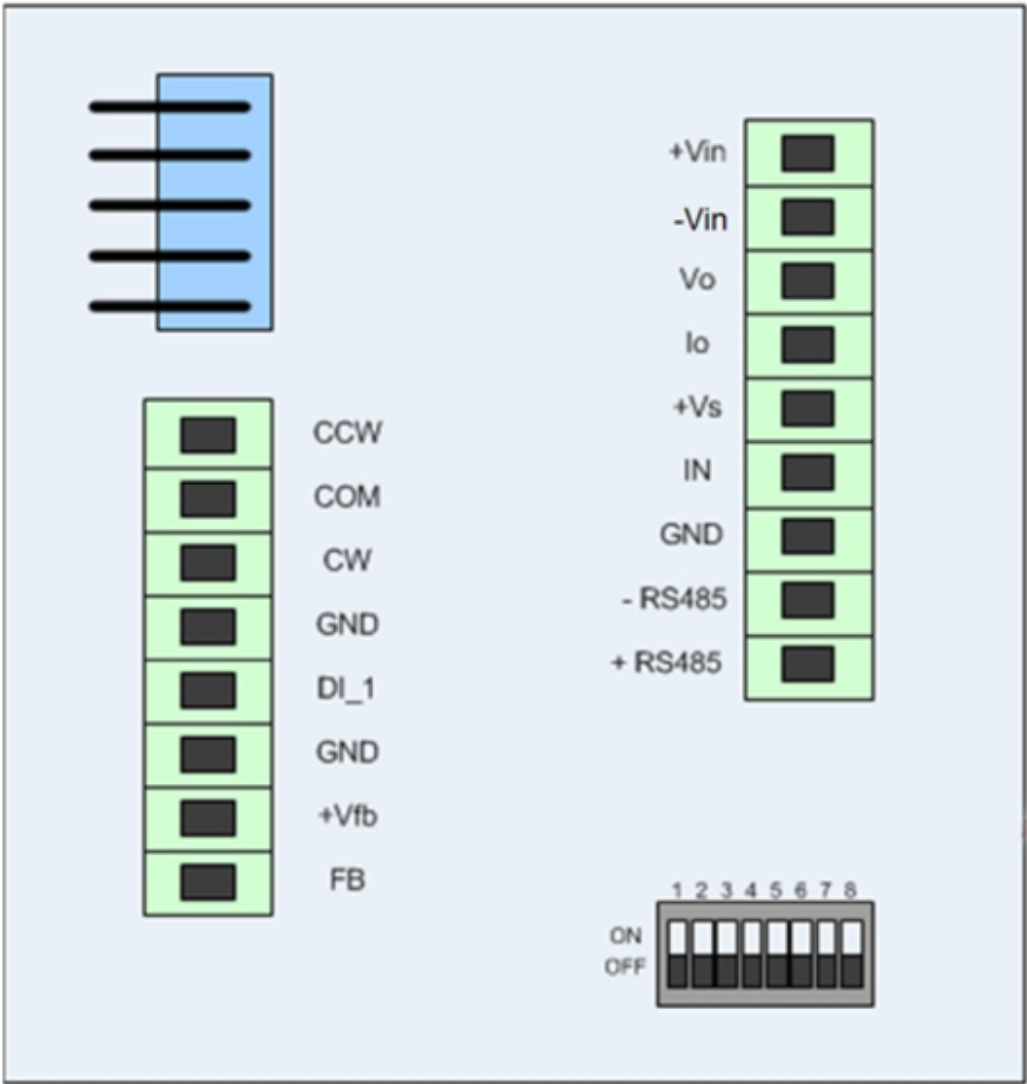 +Vin
-Vin
Vo
Io
+Vs
IN
GND
- RS485
+ RS485
CCW
COM
CW
GND
DI_1
GND
+Vfb
FB
1 2 3 4 5 6 7 8
ON
OFF